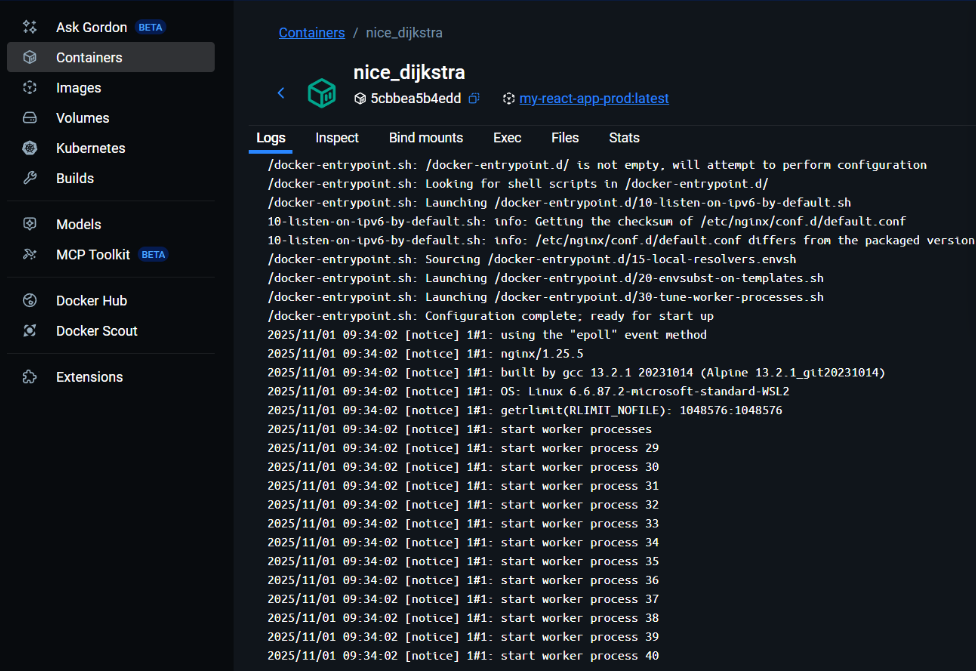 Ask Gordon BETA
Containers
Images
Volumes
Kubernetes
Builds
Models
MCP Toolkit BETA
Docker Hub
Docker Scout
Extensions
Containers / nice_dijkstra
nice_dijkstra
5cbbea5b4edd my-react-app-prod:latest
Logs Inspect Bind mounts Exec Files Stats
/docker-entrypoint.sh: /docker-entrypoint.d/ is not empty, will attempt to perform configuration
/docker-entrypoint.sh: Looking for shell scripts in /docker-entrypoint.d/
/docker-entrypoint.sh: Launching /docker-entrypoint.d/10-listen-on-ipv6-by-default.sh
10-listen-on-ipv6-by-default.sh: info: Getting the checksum of /etc/nginx/conf.d/default.conf
10-listen-on-ipv6-by-default.sh: info: /etc/nginx/conf.d/default.conf differs from the packaged version
/docker-entrypoint.sh: Sourcing /docker-entrypoint.d/15-local-resolvers.envsh
/docker-entrypoint.sh: Launching /docker-entrypoint.d/20-envsubst-on-templates.sh
/docker-entrypoint.sh: Launching /docker-entrypoint.d/30-tune-worker-processes.sh
/docker-entrypoint.sh: Configuration complete; ready for start up
2025/11/01 09:34:02 [notice] 1#1: using the "epoll" event method
2025/11/01 09:34:02 [notice] 1#1: nginx/1.25.5
2025/11/01 09:34:02 [notice] 1#1: built by gcc 13.2.1 20231014 (Alpine 13.2.1_git20231014)
2025/11/01 09:34:02 [notice] 1#1: OS: Linux 6.6.87.2-microsoft-standard-WSL2
2025/11/01 09:34:02 [notice] 1#1: getrlimit(RLIMIT_NOFILE): 1048576:1048576
2025/11/01 09:34:02 [notice] 1#1: start worker processes
2025/11/01 09:34:02 [notice] 1#1: start worker process 29
2025/11/01 09:34:02 [notice] 1#1: start worker process 30
2025/11/01 09:34:02 [notice] 1#1: start worker process 31
2025/11/01 09:34:02 [notice] 1#1: start worker process 32
2025/11/01 09:34:02 [notice] 1#1: start worker process 33
2025/11/01 09:34:02 [notice] 1#1: start worker process 34
2025/11/01 09:34:02 [notice] 1#1: start worker process 35
2025/11/01 09:34:02 [notice] 1#1: start worker process 36
2025/11/01 09:34:02 [notice] 1#1: start worker process 37
2025/11/01 09:34:02 [notice] 1#1: start worker process 38
2025/11/01 09:34:02 [notice] 1#1: start worker process 39
2025/11/01 09:34:02 [notice] 1#1: start worker process 40